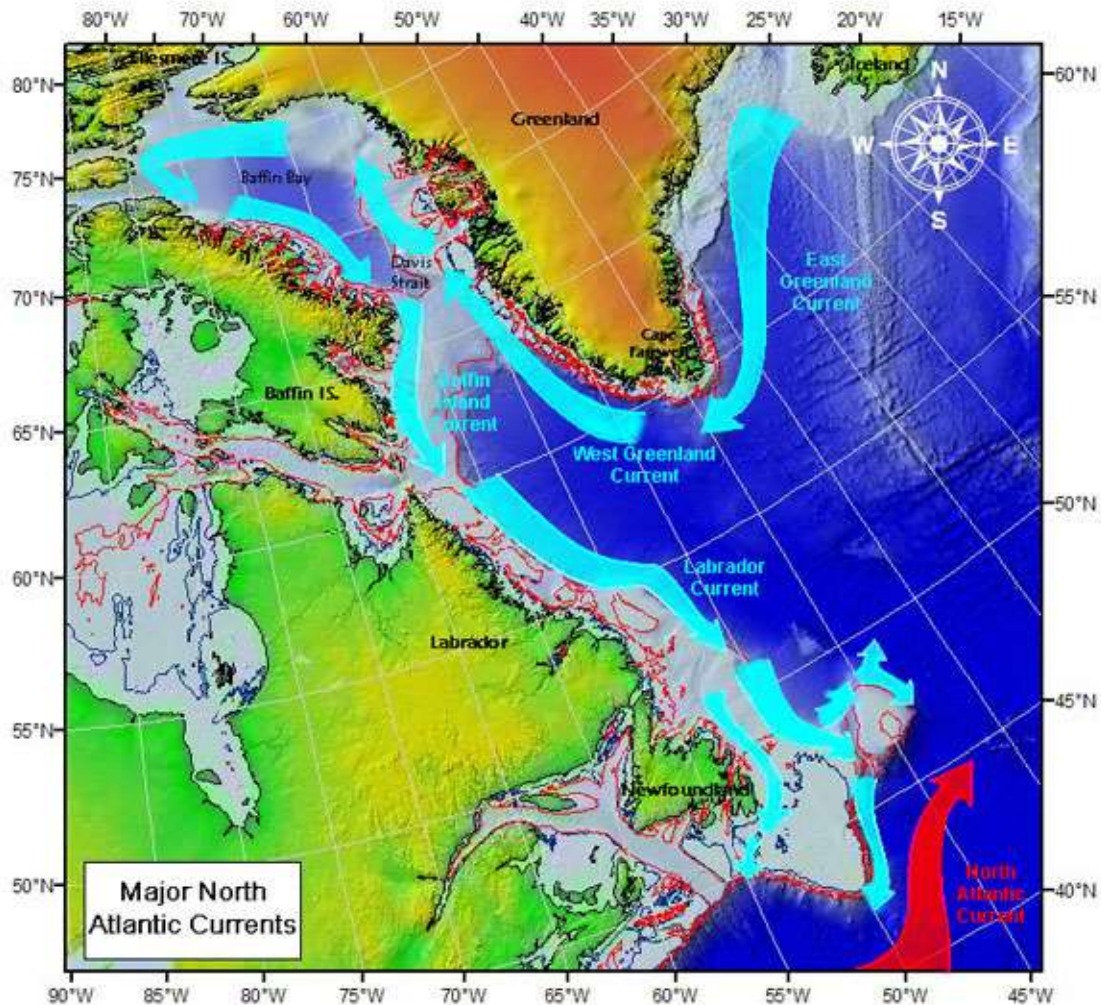 80°W 75°W 70°W 60°W 50°W 45°W 40°W 35°W 30°W 28°W 25°W 20°W 15°W
Ellesmere IS.
Iceland
80°N
60°N
N
Greenland
W
E
75°N
Baffin Bay
S
Davis
Strait
East
Greenland
Current
70°N
55°N
Cape
Farewell
Baffin IS.
Baffin
Island
Current
65°N
West Greenland
Current
50°N
60°N
Labrador
Current
Labrador
55°N
45°N
Newfoundland
50°N
40°N
Major North
Atlantic Currents
North
Atlantic
Current
90°W 85°W 80°W 75°W 70°W 65°W 60°W 55°W 50°W 45°W